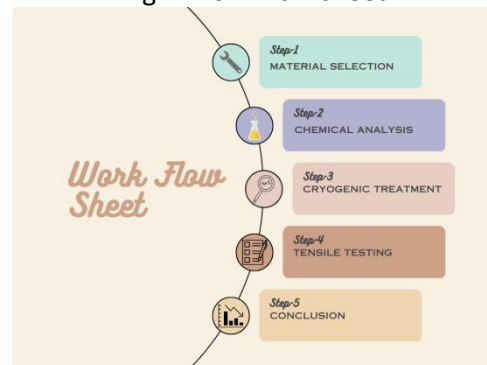 Work Flow
Sheet
Step-1
MATERIAL SELECTION
Step-2
CHEMICAL ANALYSIS
Step-3
CRYOGENIC TREATMENT
Step-4
TENSILE TESTING
Step-5
CONCLUSION